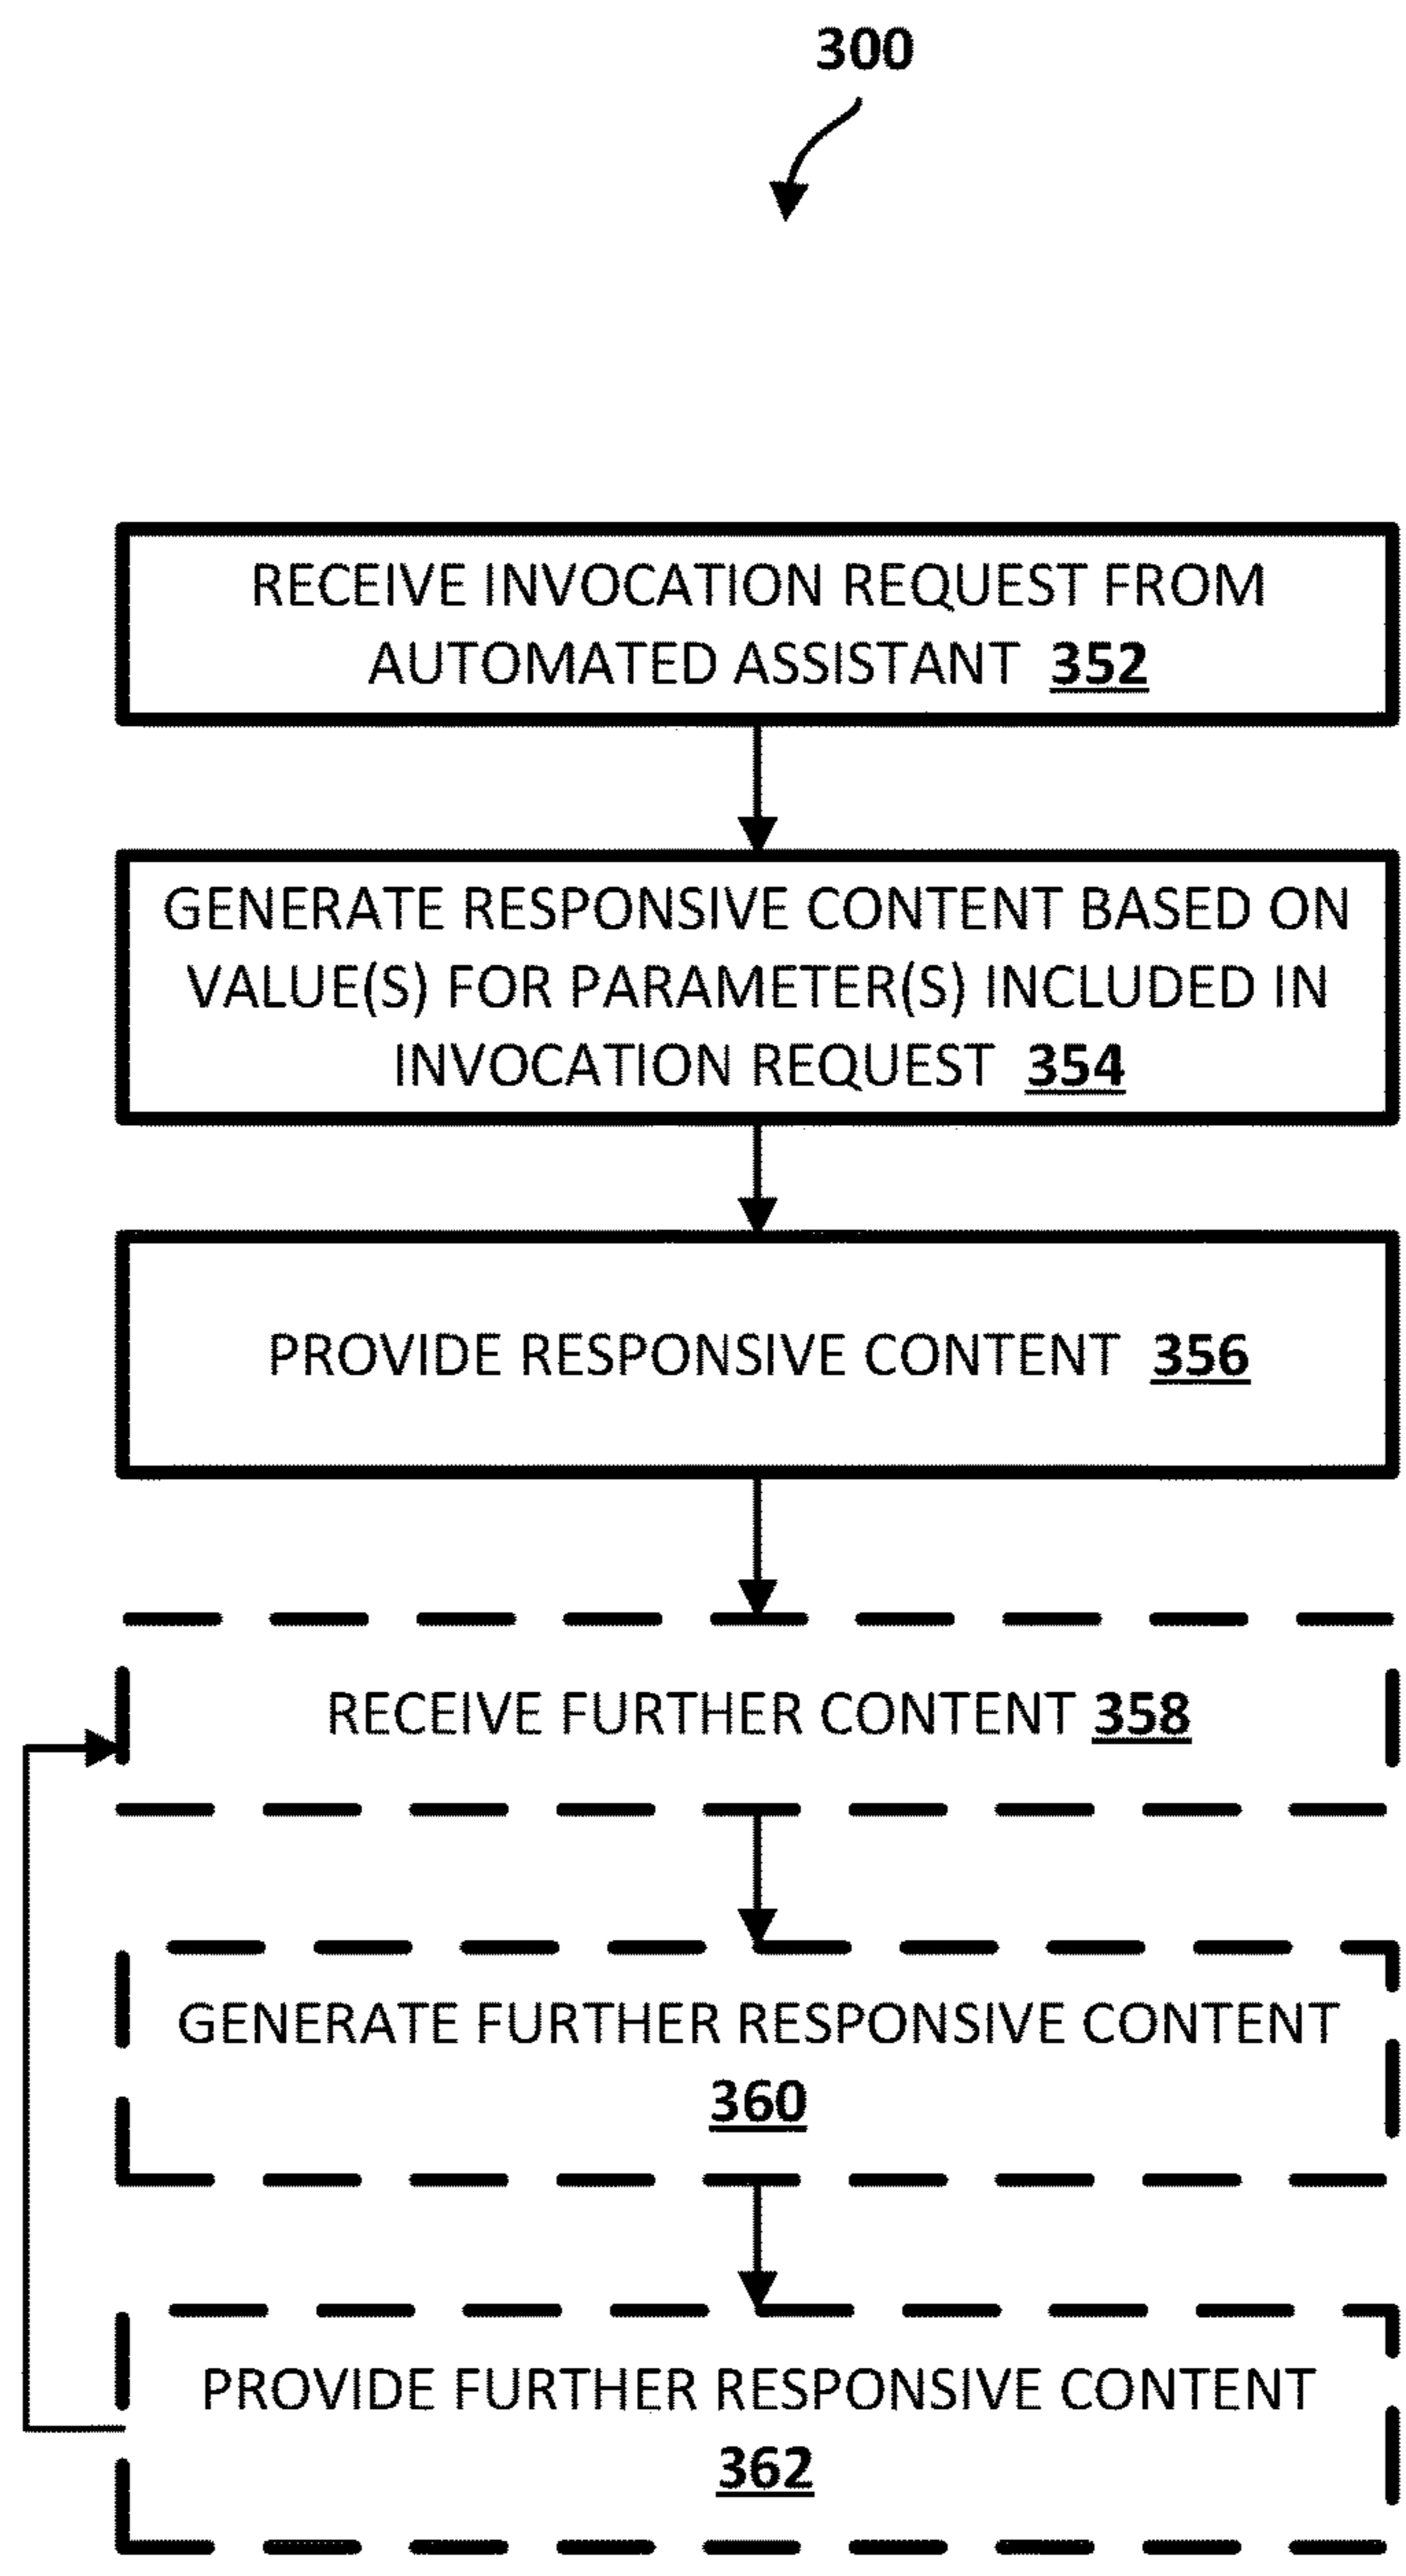 300
RECEIVE INVOCATION REQUEST FROM
AUTOMATED ASSISTANT 352
GENERATE RESPONSIVE CONTENT BASED ON
VALUE(S) FOR PARAMETER(S) INCLUDED IN
INVOCATION REQUEST 354
PROVIDE RESPONSIVE CONTENT 356
RECEIVE FURTHER CONTENT 358
GENERATE FURTHER RESPONSIVE CONTENT
360
PROVIDE FURTHER RESPONSIVE CONTENT
362